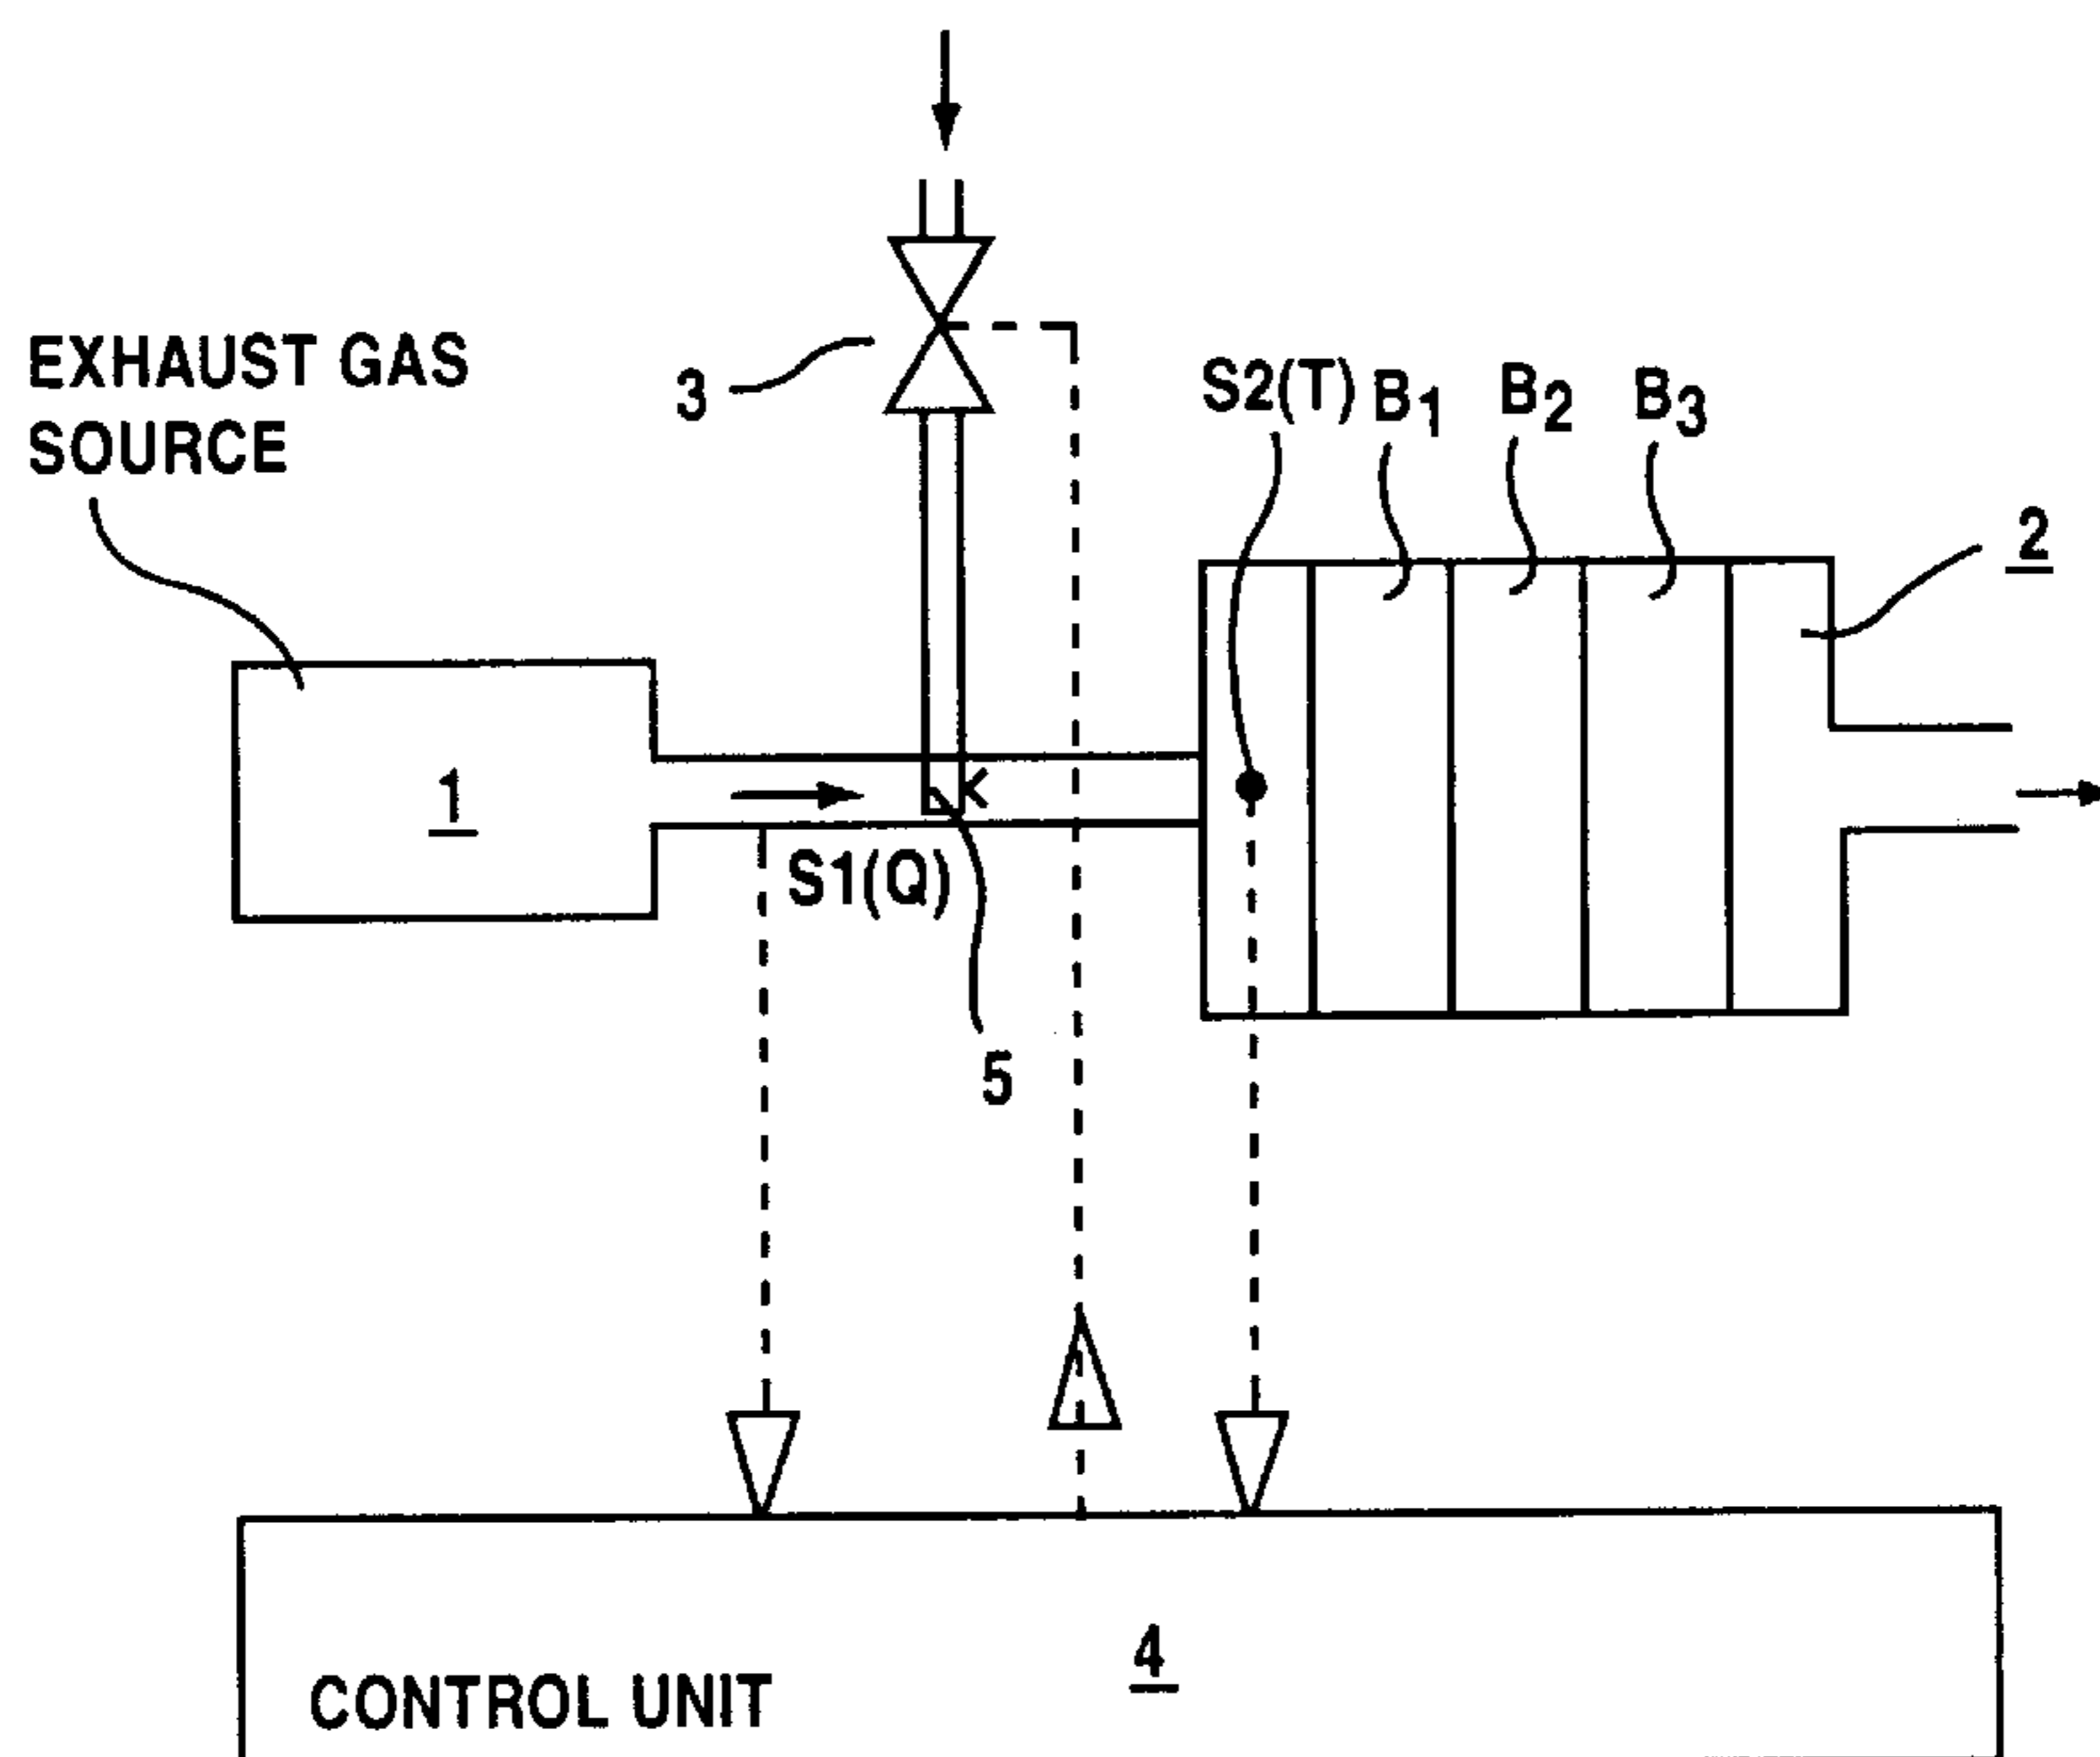 EXHAUST GAS
SOURCE
3
S2(T)
B1
B2
B3
2
1
S1(Q)
5
4
CONTROL UNIT